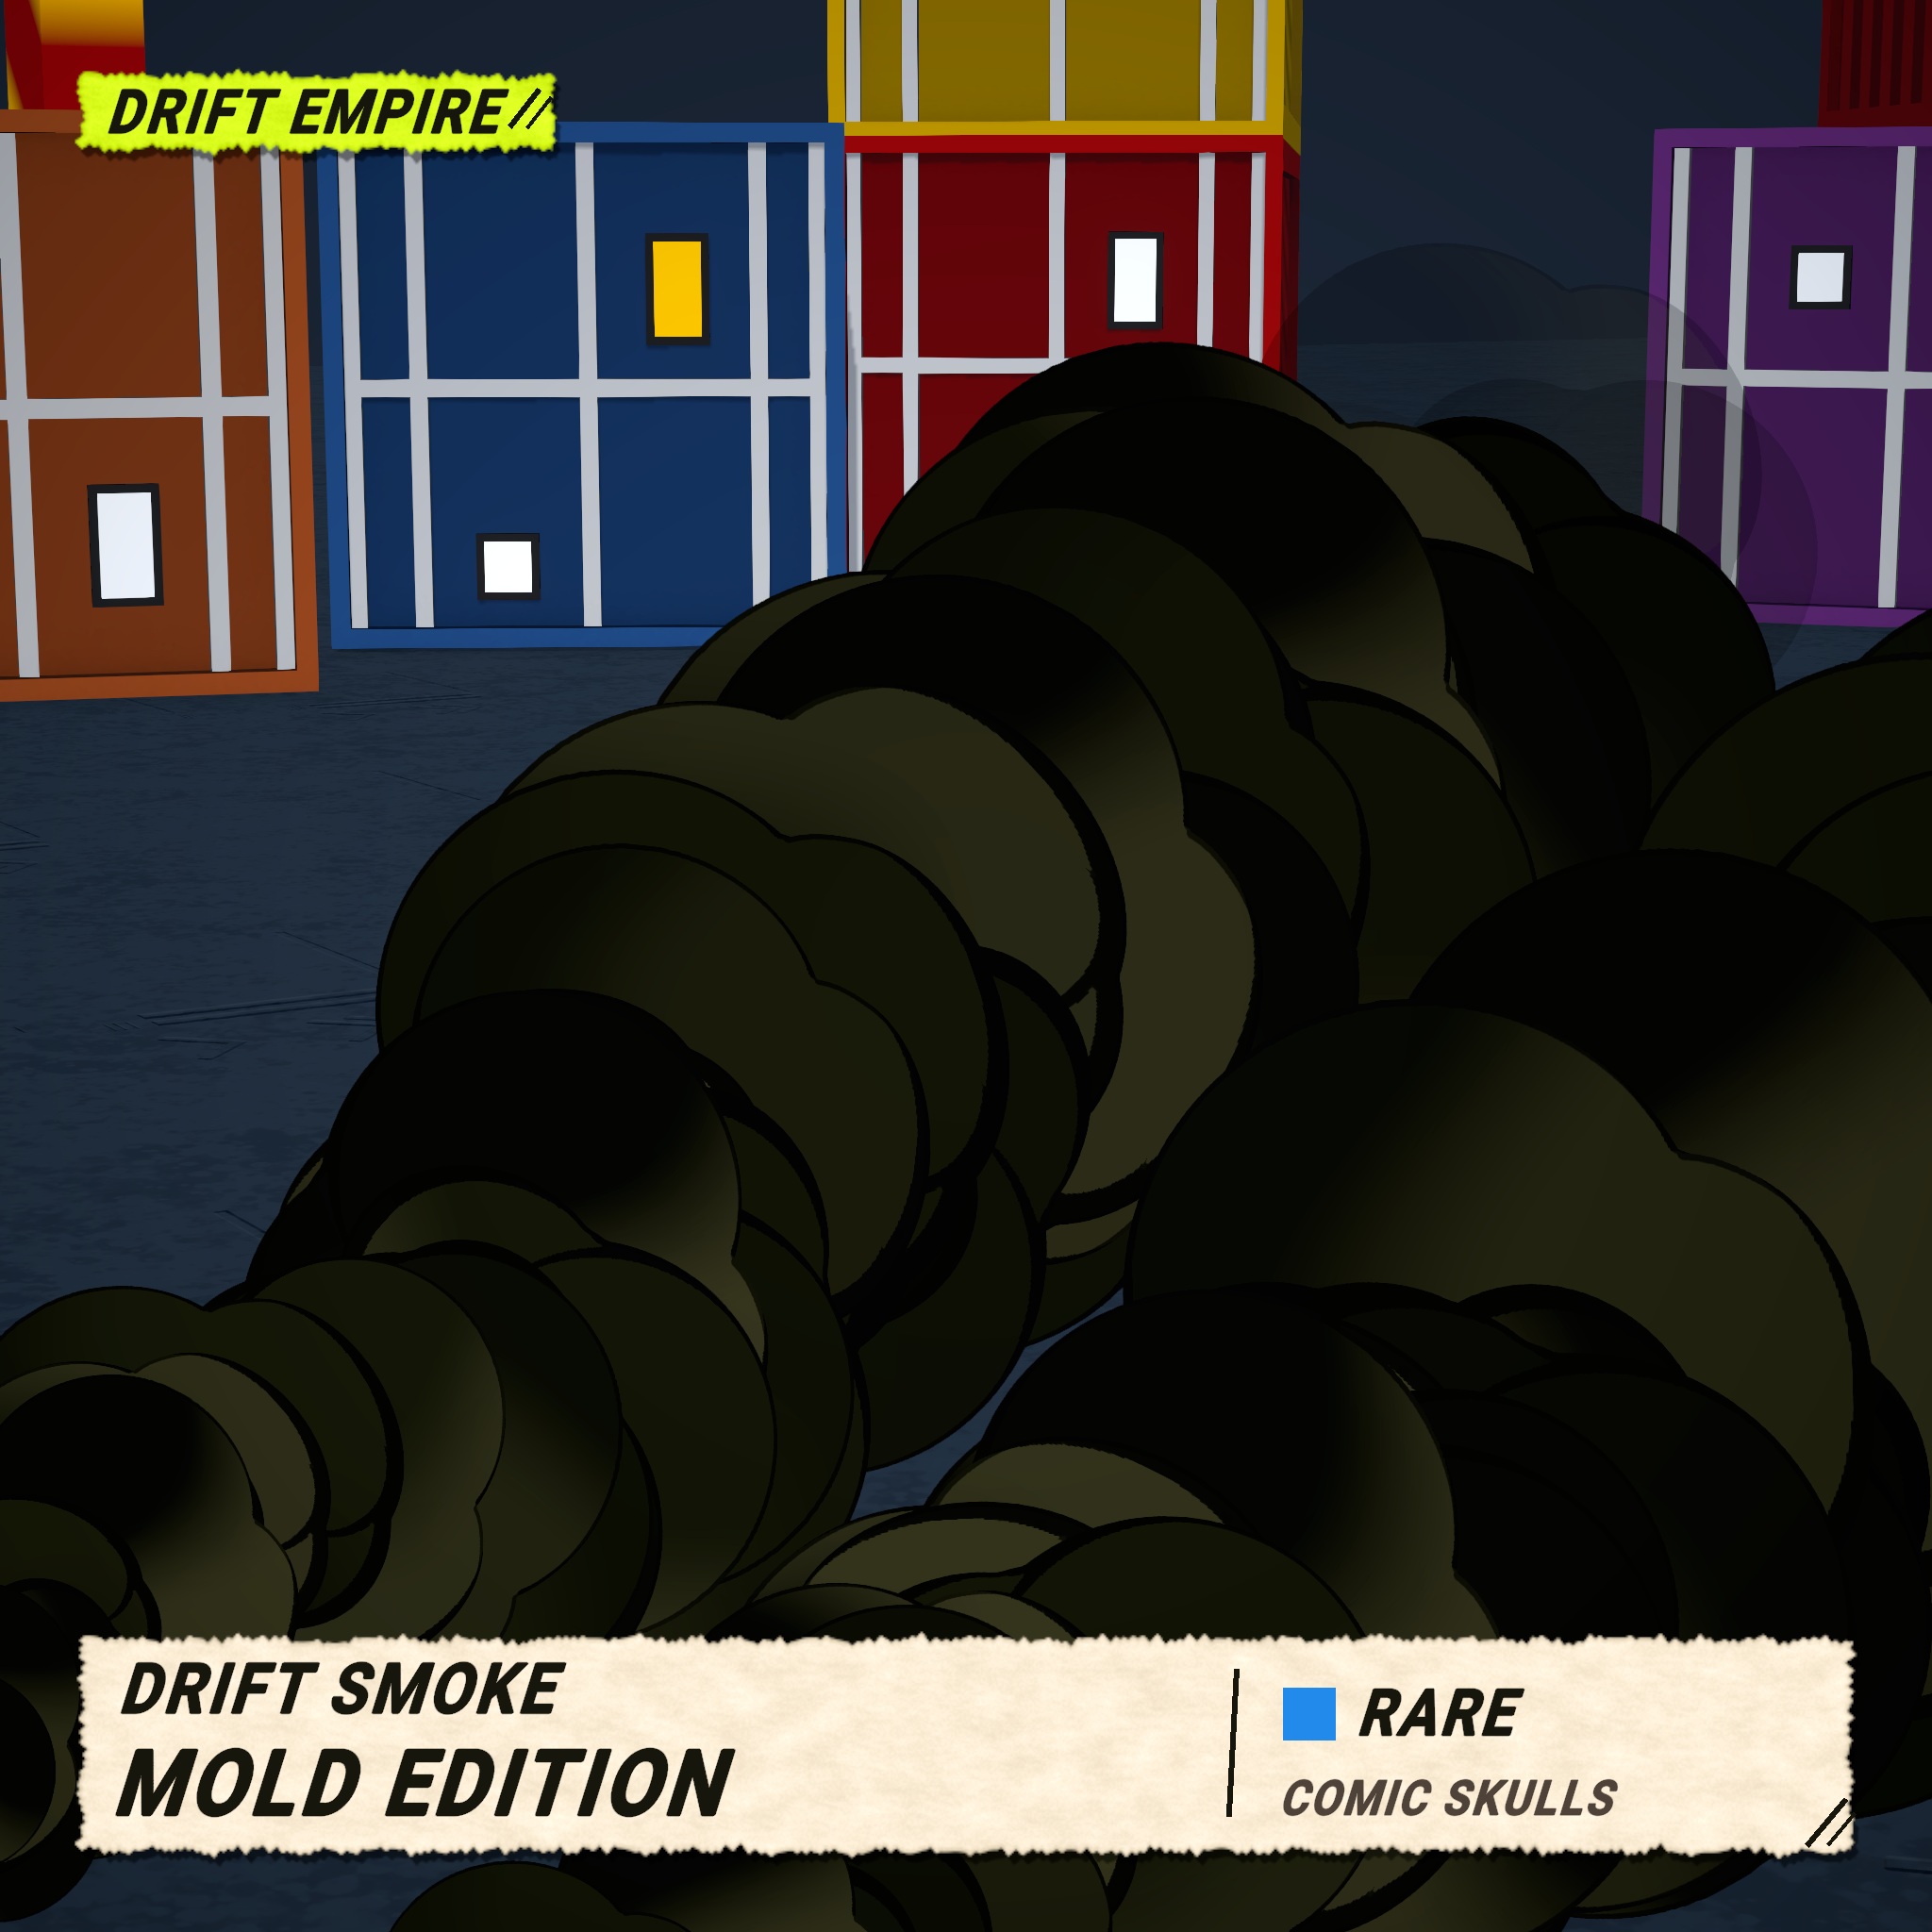 DRIFT EMPIRE//
DRIFT SMOKE
MOLD EDITION
RARE
COMIC SKULLS